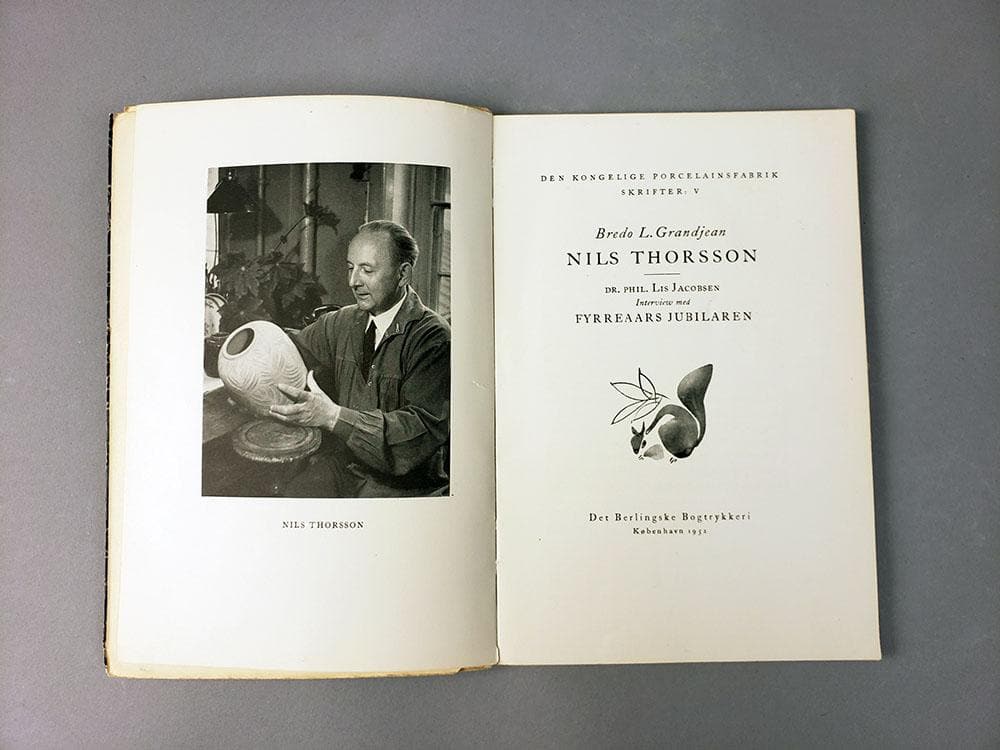 NILS THORSSON
DEN KONGELIGE PORCELAINSFABRIK
SKRIFTER: V
Bredo L. Grandjean
NILS THORSSON
DR. PHIL. LIS JACOBSEN
Interview med
FYRREAARS JUBILAREN
Det Berlingske Bogtrykkeri
København 1952